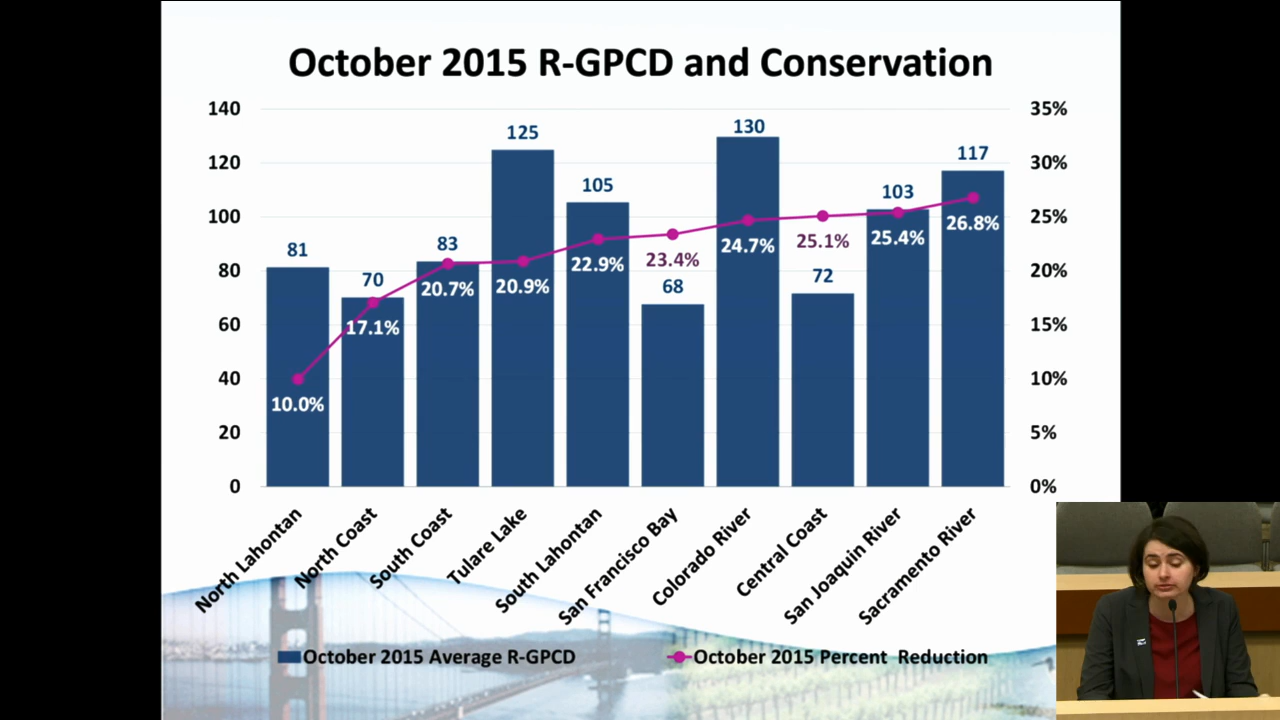 October 2015 R-GPCD and Conservation
140
120
100
80
60
40
20
0
35%
30%
25%
20%
15%
10%
5%
0%
81
70
83
125
105
68
130
72
103
117
10.0%
17.1%
20.7%
20.9%
22.9%
23.4%
24.7%
25.1%
25.4%
26.8%
North Lahontan
North Coast
South Coast
Tulare Lake
South Lahontan
San Francisco Bay
Colorado River
Central Coast
San Joaquin River
Sacramento River
October 2015 Average R-GPCD
October 2015 Percent Reduction